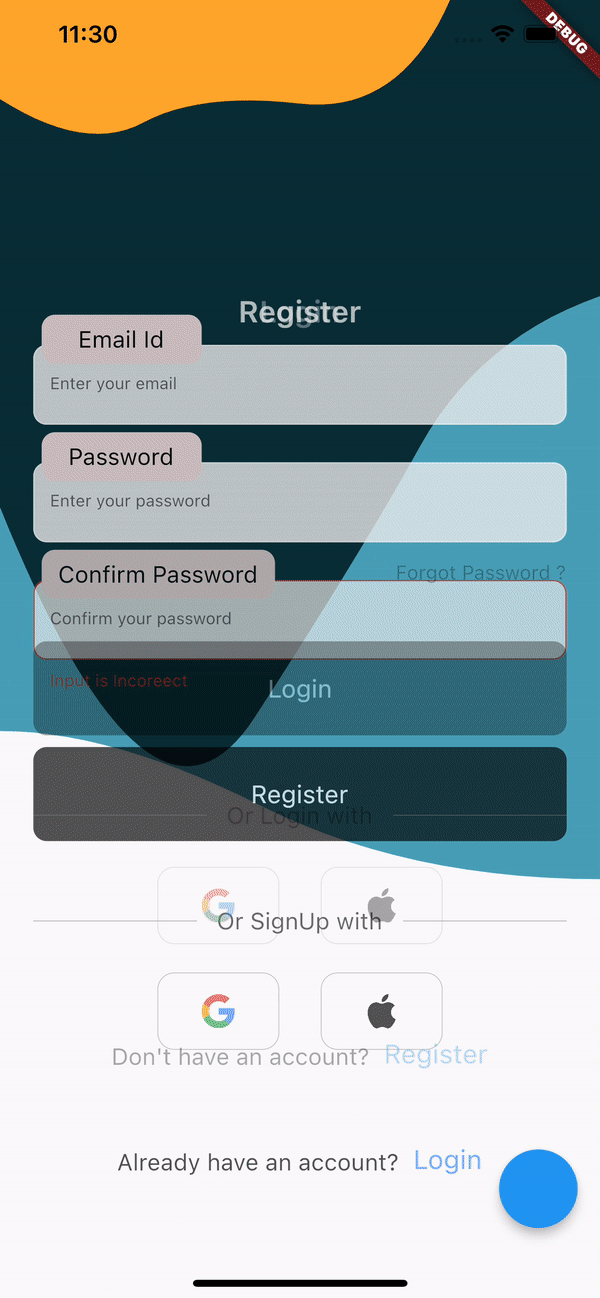 11:30
DEBUG
Register
Login
Email Id
Enter your email
Password
Enter your password
Confirm Password
Forgot Password ?
Confirm your password
Input is Incoreect
Login
Register
Or Login with
Or SignUp with
Don't have an account? Register
Already have an account? Login